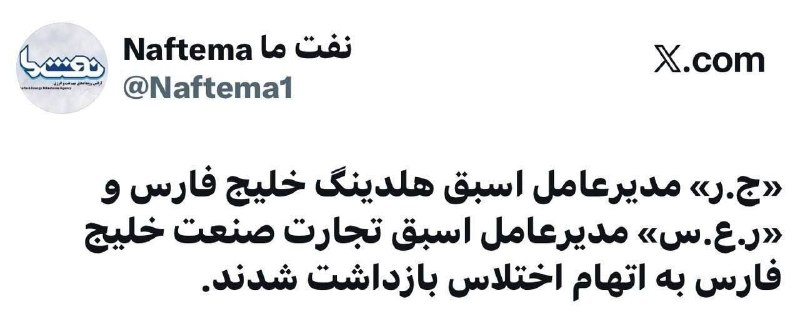 نفت ما Naftema
@Naftema1
X.com
«ج.ر» مدیرعامل اسبق هلدینگ خلیج فارس و
«ر.ع.س» مدیرعامل اسبق تجارت صنعت خلیج
فارس به اتهام اختلاس بازداشت شدند.